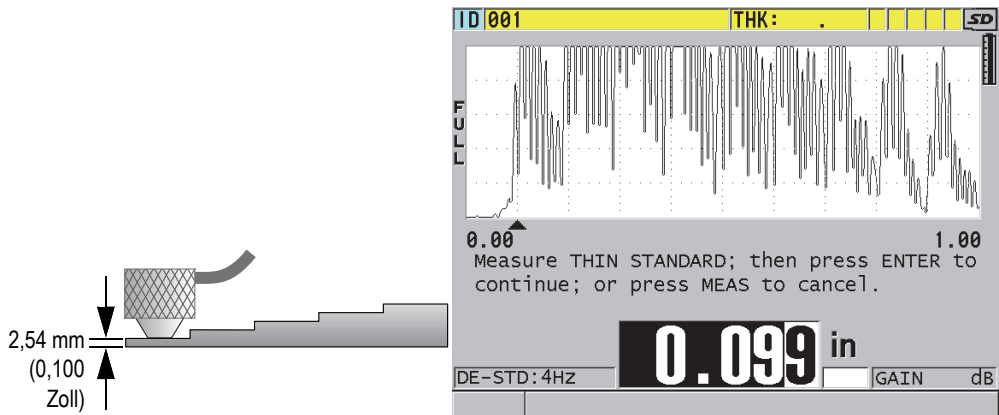 2,54 mm
(0,100
Zoll)
ID 001 THK: . SD
FULL
0.00 1.00
Measure THIN STANDARD; then press ENTER to
continue; or press MEAS to cancel.
0.099 in
DE-STD:4Hz GAIN dB